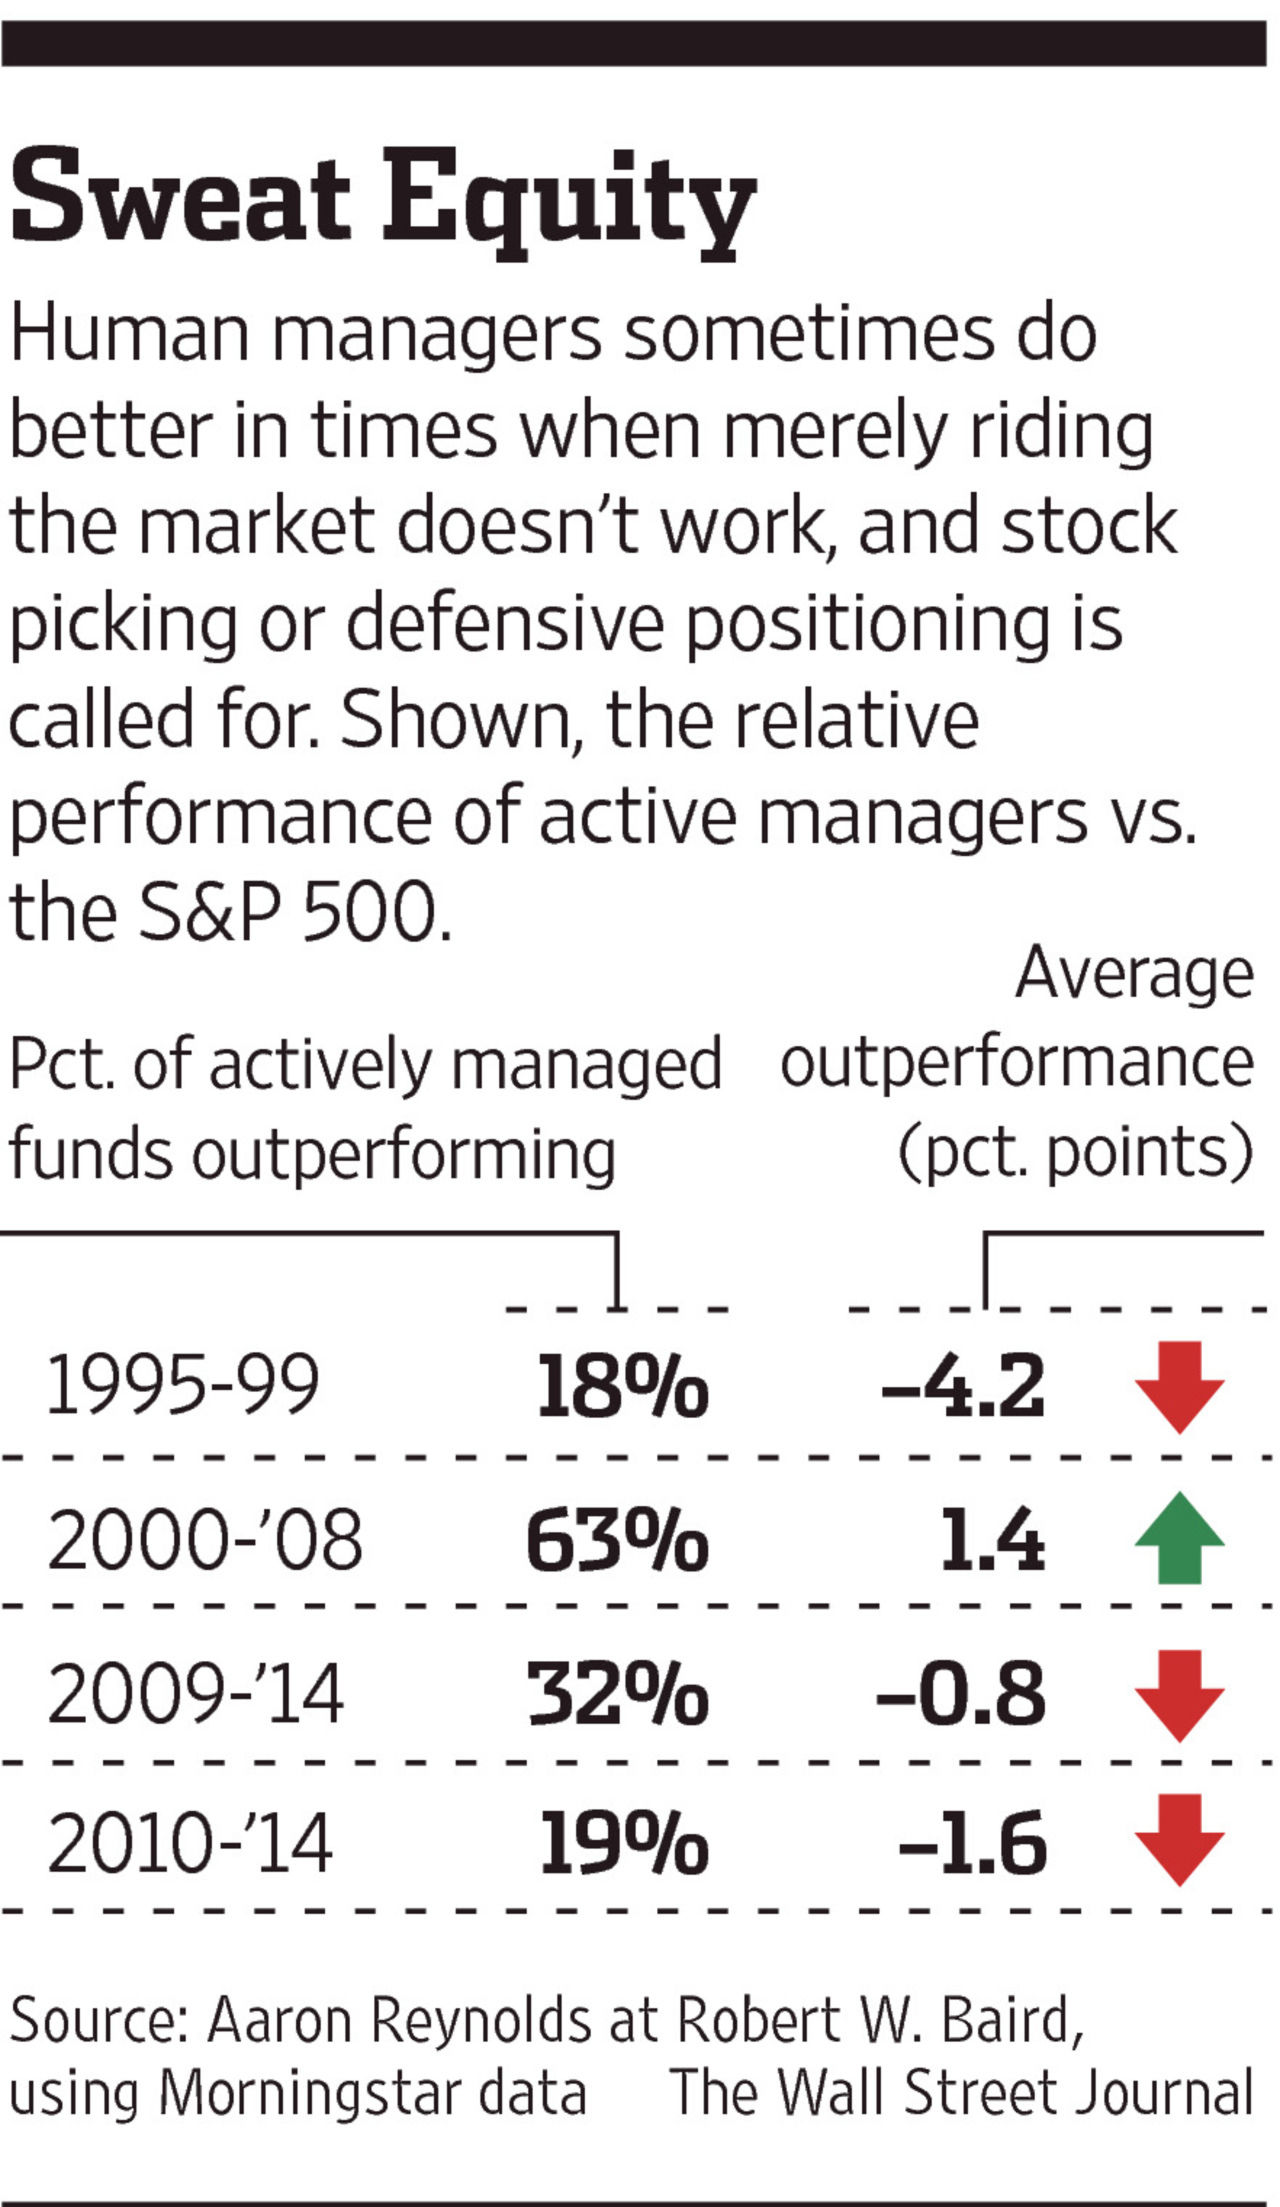 Sweat Equity
Human managers sometimes do
better in times when merely riding
the market doesn’t work, and stock
picking or defensive positioning is
called for. Shown, the relative
performance of active managers vs.
the S&P 500.
Pct. of actively managed
funds outperforming
Average
outperformance
(pct. points)
1995-99 18% –4.2
2000-’08 63% 1.4
2009-’14 32% –0.8
2010-’14 19% –1.6
Source: Aaron Reynolds at Robert W. Baird,
using Morningstar data The Wall Street Journal